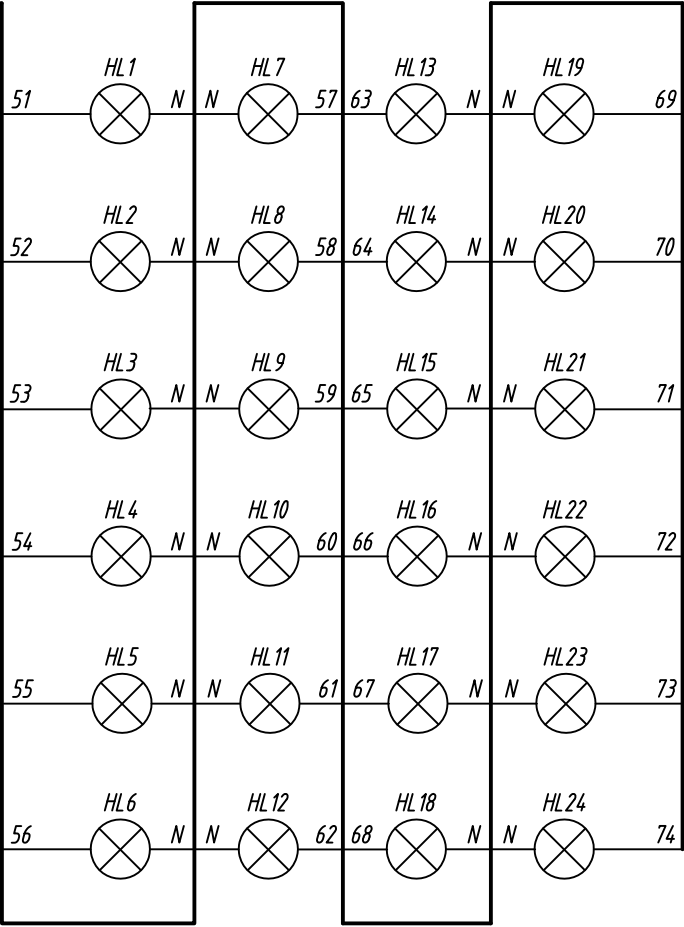 HL1 HL7 HL13 HL19
51 N N 57 63 N N 69
HL2 HL8 HL14 HL20
52 N N 58 64 N N 70
HL3 HL9 HL15 HL21
53 N N 59 65 N N 71
HL4 HL10 HL16 HL22
54 N N 60 66 N N 72
HL5 HL11 HL17 HL23
55 N N 61 67 N N 73
HL6 HL12 HL18 HL24
56 N N 62 68 N N 74